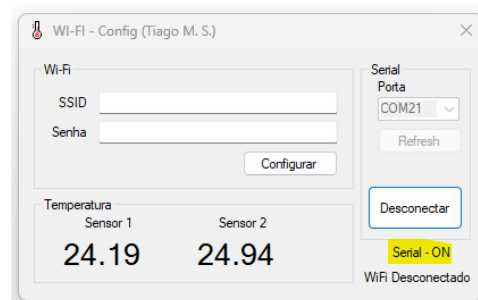 WI-FI - Config (Tiago M. S.)
Wi-Fi
SSID
Senha
Configurar
Serial
Porta
COM21
Refresh
Desconectar
Temperatura
Sensor 1 Sensor 2
24.19 24.94
Serial - ON
WiFi Desconectado